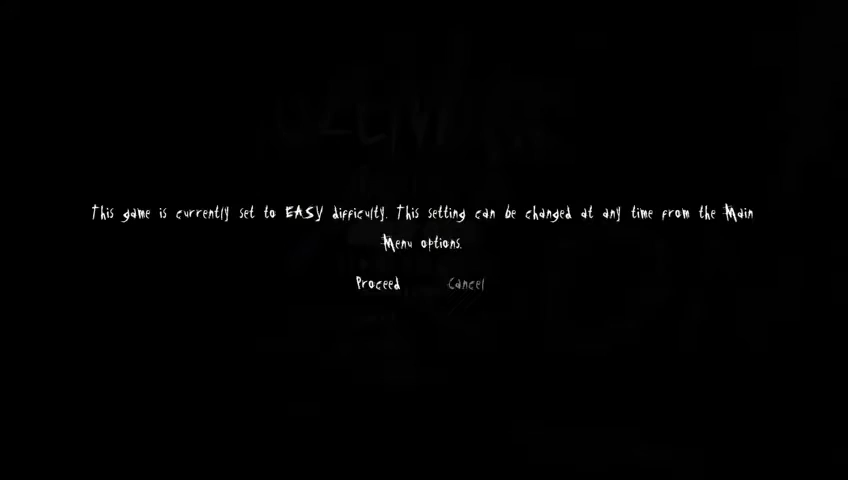 This game is currently set to EASY difficulty. This setting can be changed at any time from the Main
Menu options.
Proceed Cancel